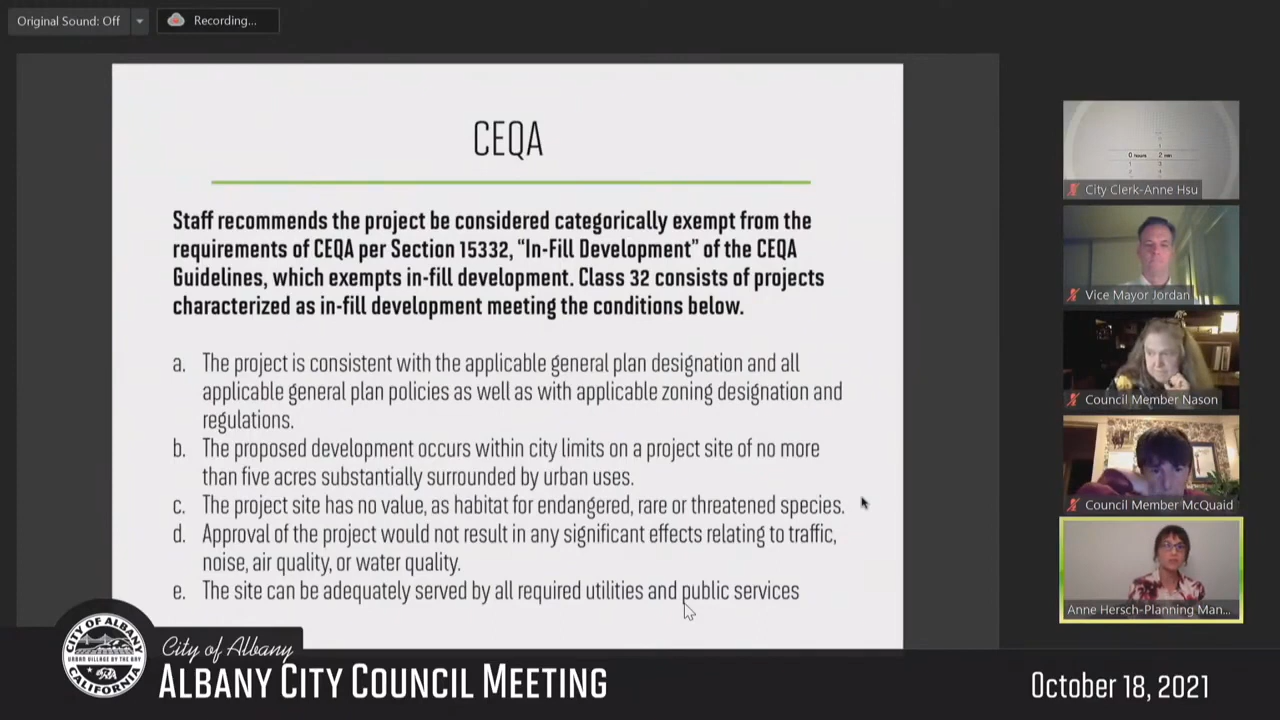 Original Sound: Off
Recording...
CEQA
Staff recommends the project be considered categorically exempt from the
requirements of CEQA per Section 15332, “In-Fill Development” of the CEQA
Guidelines, which exempts in-fill development. Class 32 consists of projects
characterized as in-fill development meeting the conditions below.
a. The project is consistent with the applicable general plan designation and all
applicable general plan policies as well as with applicable zoning designation and
regulations.
b. The proposed development occurs within city limits on a project site of no more
than five acres substantially surrounded by urban uses.
c. The project site has no value, as habitat for endangered, rare or threatened species.
d. Approval of the project would not result in any significant effects relating to traffic,
noise, air quality, or water quality.
e. The site can be adequately served by all required utilities and public services
0 hours 2 min
City Clerk-Anne Hsu
Vice Mayor Jordan
Council Member Nason
Council Member McQuaid
Anne Hersch-Planning Man...
CITY OF ALBANY
URBAN VILLAGE BY THE BAY
CALIFORNIA
City of Albany
ALBANY CITY COUNCIL MEETING
October 18, 2021